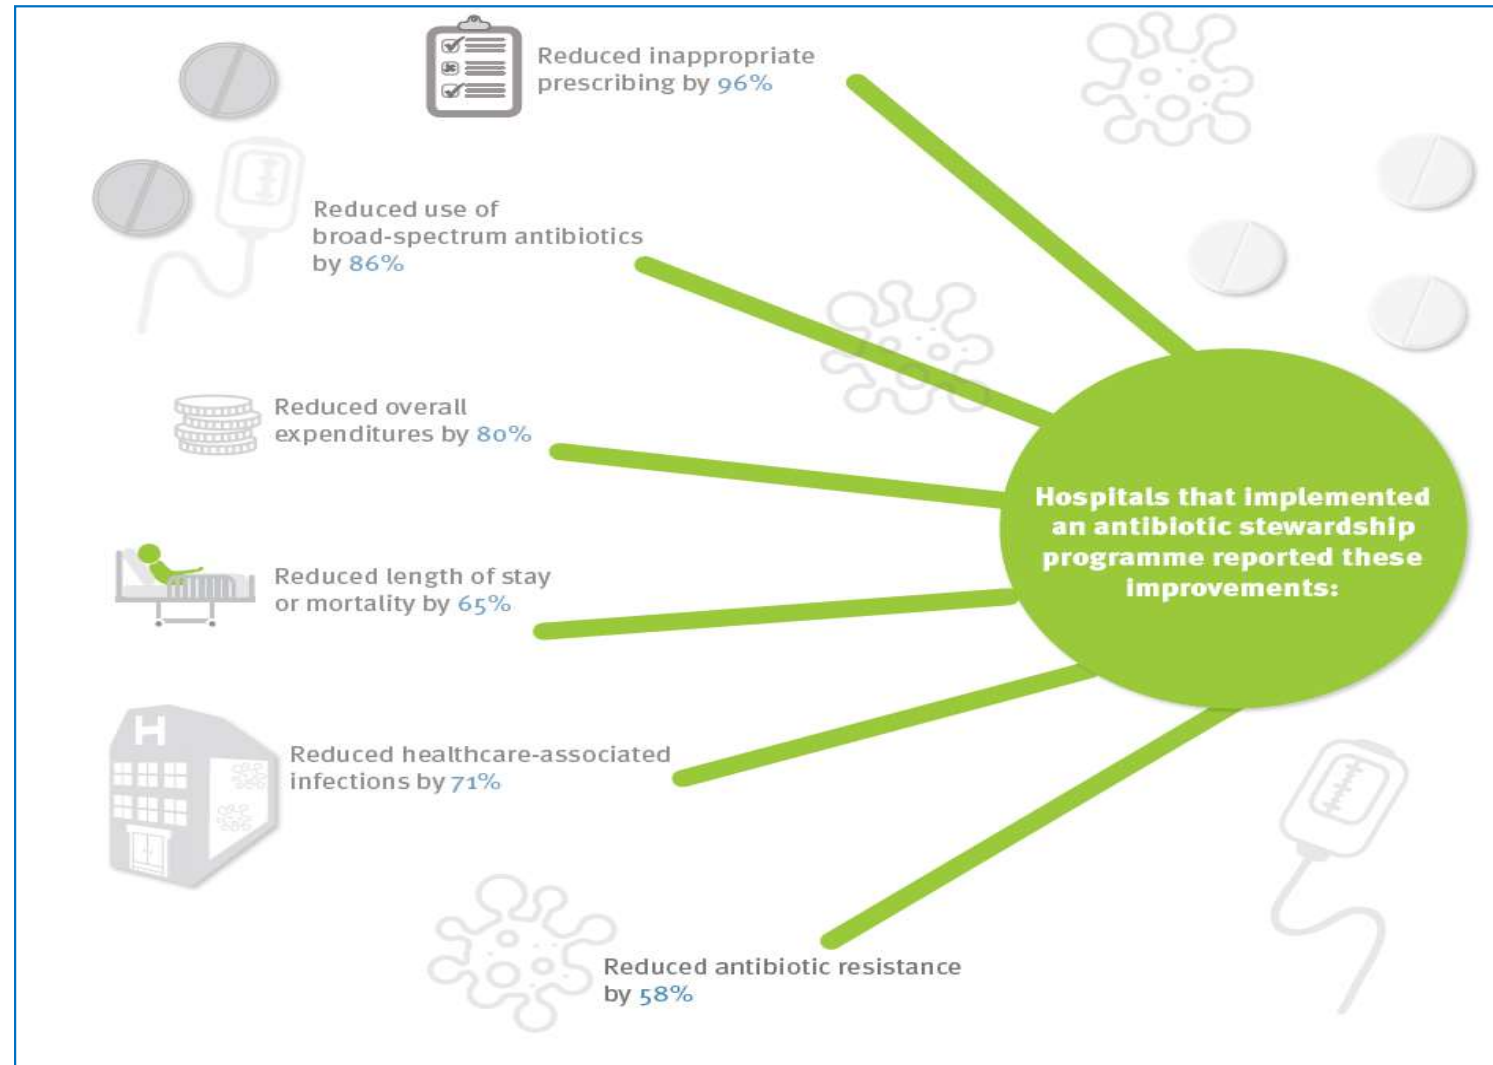 Reduced inappropriate
prescribing by 96%
Reduced use of
broad-spectrum antibiotics
by 86%
Reduced overall
expenditures by 80%
Hospitals that implemented
an antibiotic stewardship
programme reported these
improvements:
Reduced length of stay
or mortality by 65%
H
Reduced healthcare-associated
infections by 71%
Reduced antibiotic resistance
by 58%